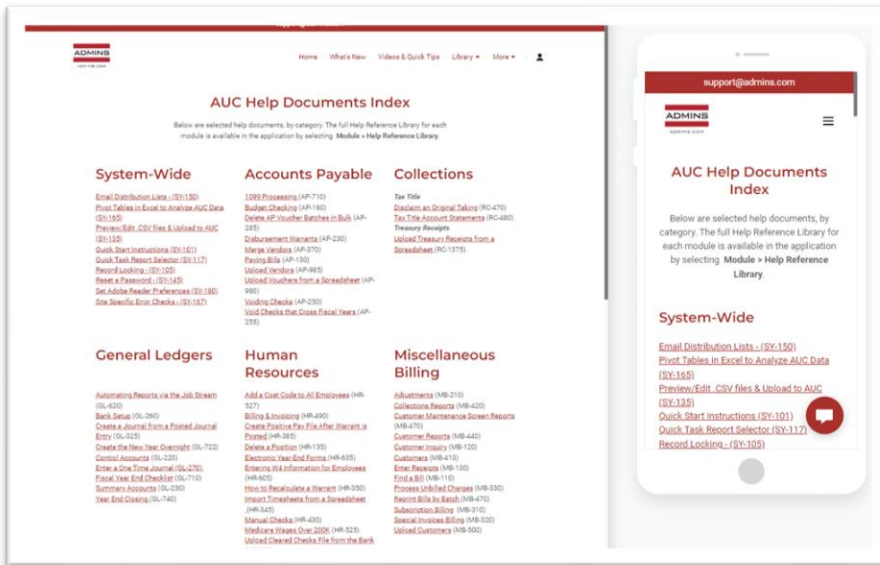 ADMINS
Home What's New Videos & Quick Tips Library More
AUC Help Documents Index
Below are selected help documents, by category. The full Help Reference Library for each
module is available in the application by selecting Module > Help Reference Library.
System-Wide
Email Distribution Lists - (SY-150)
Pivot Tables in Excel to Analyze AUC Data
(SY-165)
Preview/Edit .CSV files & Upload to AUC
(SY-135)
Quick Start Instructions (SY-101)
Quick Task Report Selector (SY-117)
Record Locking - (SY-105)
Reset a Password - (SY-145)
Set Adobe Reader Preferences (SY-180)
Site Specific Error Checks - (SY-167)
Accounts Payable
1099 Processing (AP-710)
Budget Checking (AP-160)
Delete AP Voucher Batches in Bulk (AP-
285)
Disbursement Warrants (AP-230)
Merge Vendors (AP-370)
Paying Bills (AP-130)
Upload Vendors (AP-985)
Upload Vouchers from a Spreadsheet (AP-
990)
Voiding Checks (AP-250)
Void Checks that Cross Fiscal Years (AP-
255)
Collections
Tax Title
Disclaim an Original Taking (RC-470)
Tax Title Account Statements (RC-480)
Treasury Receipts
Upload Treasury Receipts from a
Spreadsheet (RC-1375)
General Ledgers
Automating Reports via the Job Stream
(GL-620)
Bank Setup (GL-260)
Create a Journal from a Posted Journal
Entry (GL-325)
Create the New Year Overnight (GL-722)
Control Accounts (GL-220)
Enter a One Time Journal (GL-270),
Fiscal Year End Checklist (GL-710)
Summary Accounts (GL-230)
Year End Closing (GL-740)
Human
Resources
Add a Cost Code to All Employees (HR-
527)
Billing & Invoicing (HR-490)
Create Positive Pay File After Warrant is
Posted (HR-385)
Delete a Position (HR-135)
Electronic Year-End Forms (HR-635)
Entering W4 Information for Employees
(HR-605)
How to Recalculate a Warrant (HR-350)
Import Timesheets from a Spreadsheet
(HR-345)
Manual Checks (HR-400)
Medicare Wages Over 200K (HR-525)
Upload Cleared Checks File from the Bank
Miscellaneous
Billing
Adjustments (MB-210)
Collections Reports (MB-420)
Customer Maintenance Screen Reports
(MB-470)
Customer Reports (MB-440)
Customer Inquiry (MB-120)
Customers (MB-410)
Enter Receipts (MB-130)
Find a Bill (MB-110)
Process Unbilled Charges (MB-330)
Reprint Bills by Batch (MB-470)
Subscription Billing (MB-310)
Special Invoices Billing (MB-320)
Upload Customers (MB-500)
support@admins.com
ADMINS
ADMINS.COM
AUC Help Documents
Index
Below are selected help documents, by
category. The full Help Reference Library for
each module is available in the application
by selecting Module > Help Reference
Library.
System-Wide
Email Distribution Lists - (SY-150)
Pivot Tables in Excel to Analyze AUC Data
(SY-165)
Preview/Edit .CSV files & Upload to AUC
(SY-135)
Quick Start Instructions (SY-101)
Quick Task Report Selector (SY-117)
Record Locking - (SY-105)